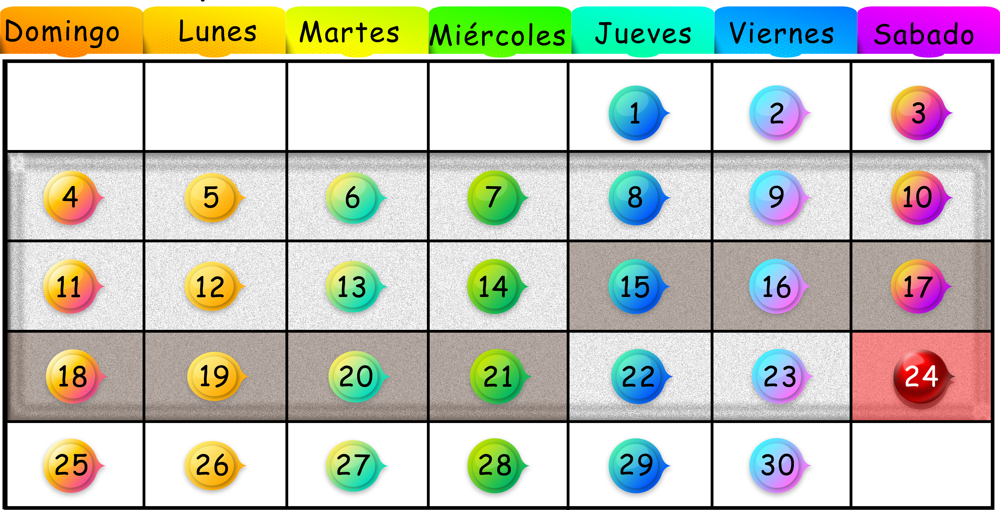 Domingo Lunes Martes Miércoles Jueves Viernes Sabado
1 2 3
4 5 6 7 8 9 10
11 12 13 14 15 16 17
18 19 20 21 22 23 24
25 26 27 28 29 30